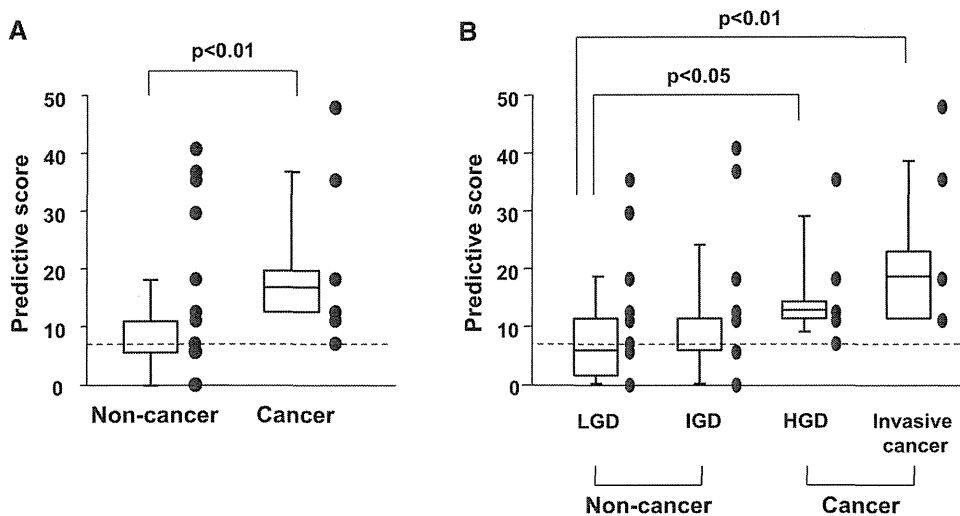 A
p<0.01
Predictive score
50
40
30
20
10
0
Non-cancer
Cancer
B
p<0.01
p<0.05
Predictive score
50
40
30
20
10
0
LGD
IGD
HGD
Invasive
cancer
Non-cancer
Cancer